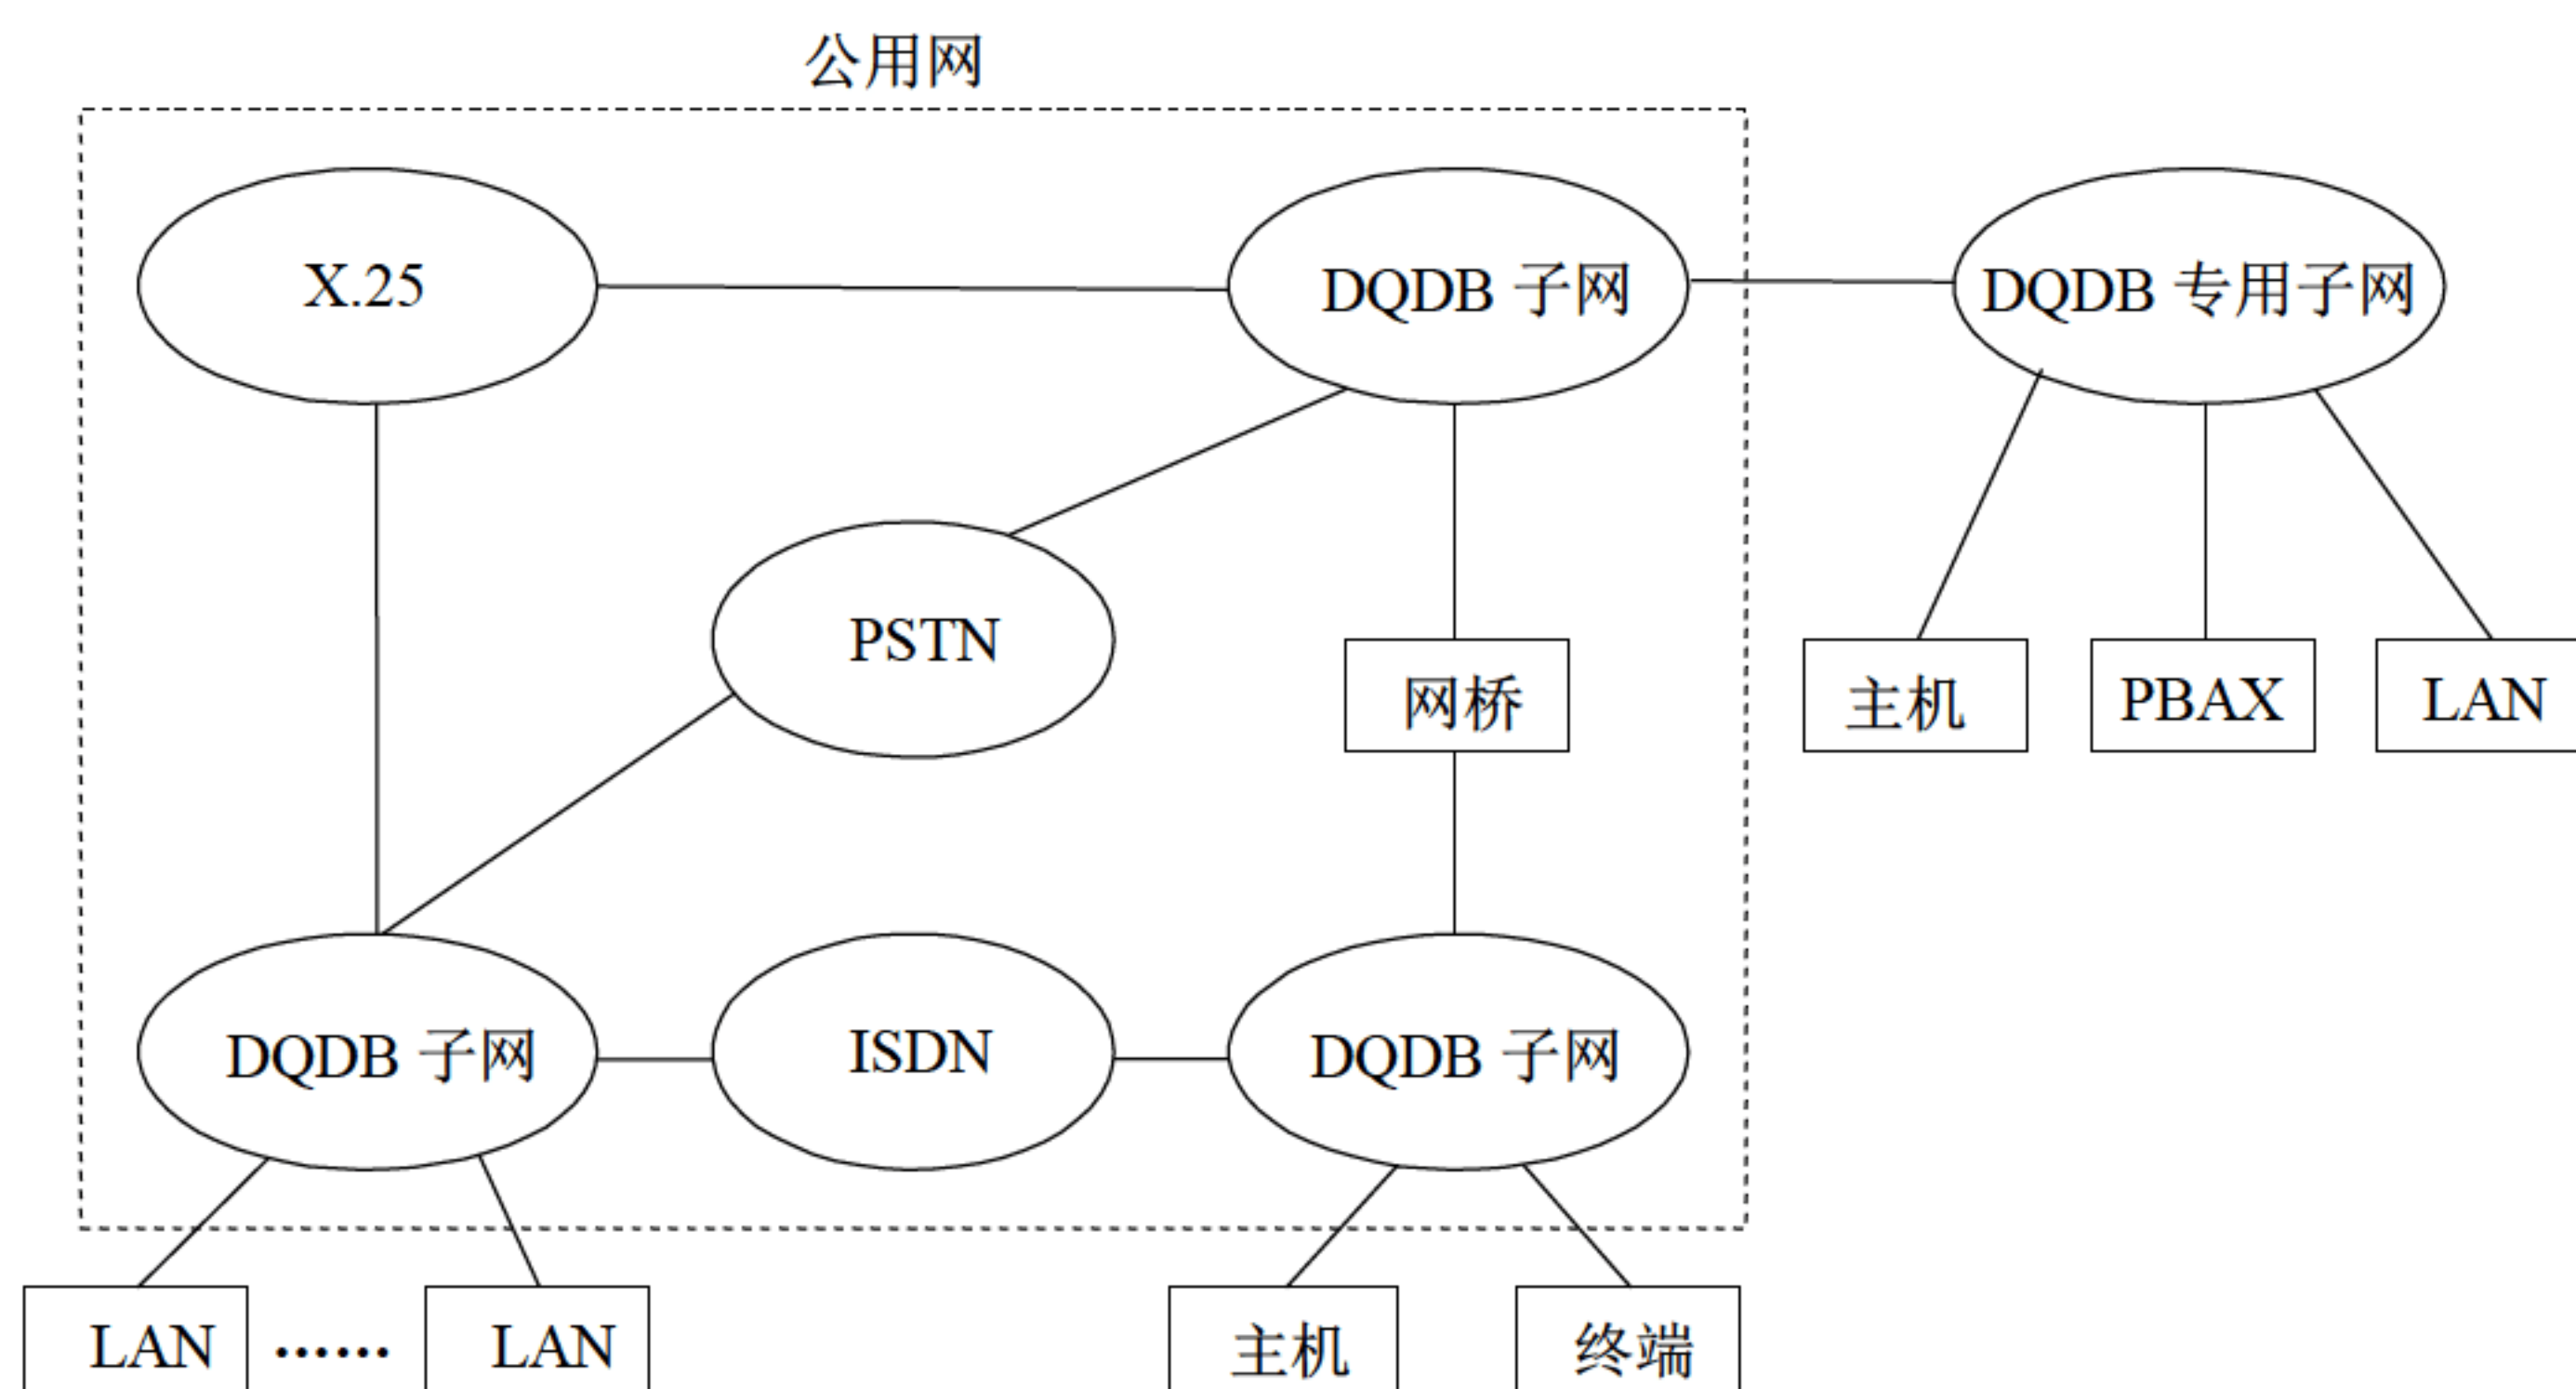 公用网
X.25
DQDB 子网
DQDB 专用子网
PSTN
网桥
主机
PBAX
LAN
DQDB 子网
ISDN
DQDB 子网
LAN
......
LAN
主机
终端